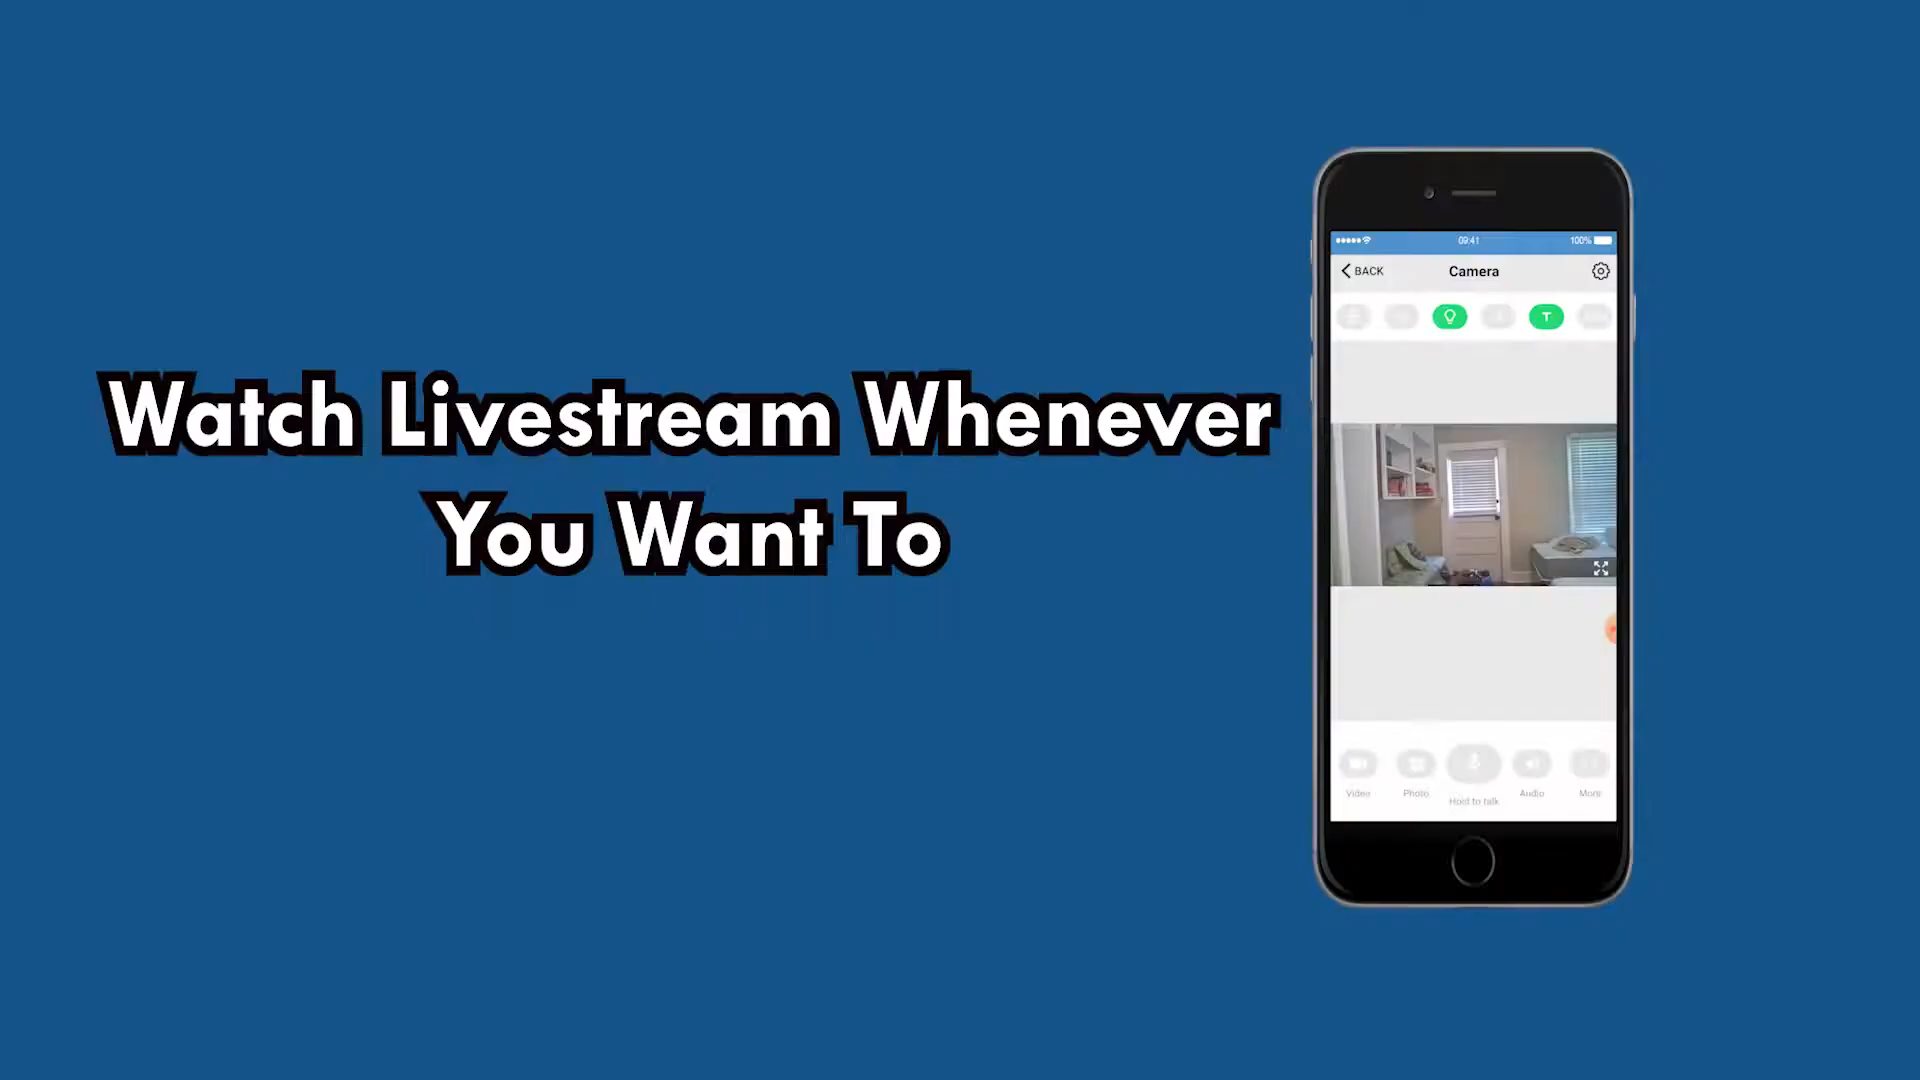 Watch Livestream Whenever
You Want To
09:41
100%
BACK
Camera
T
Video
Photo
Hold to talk
Audio
More